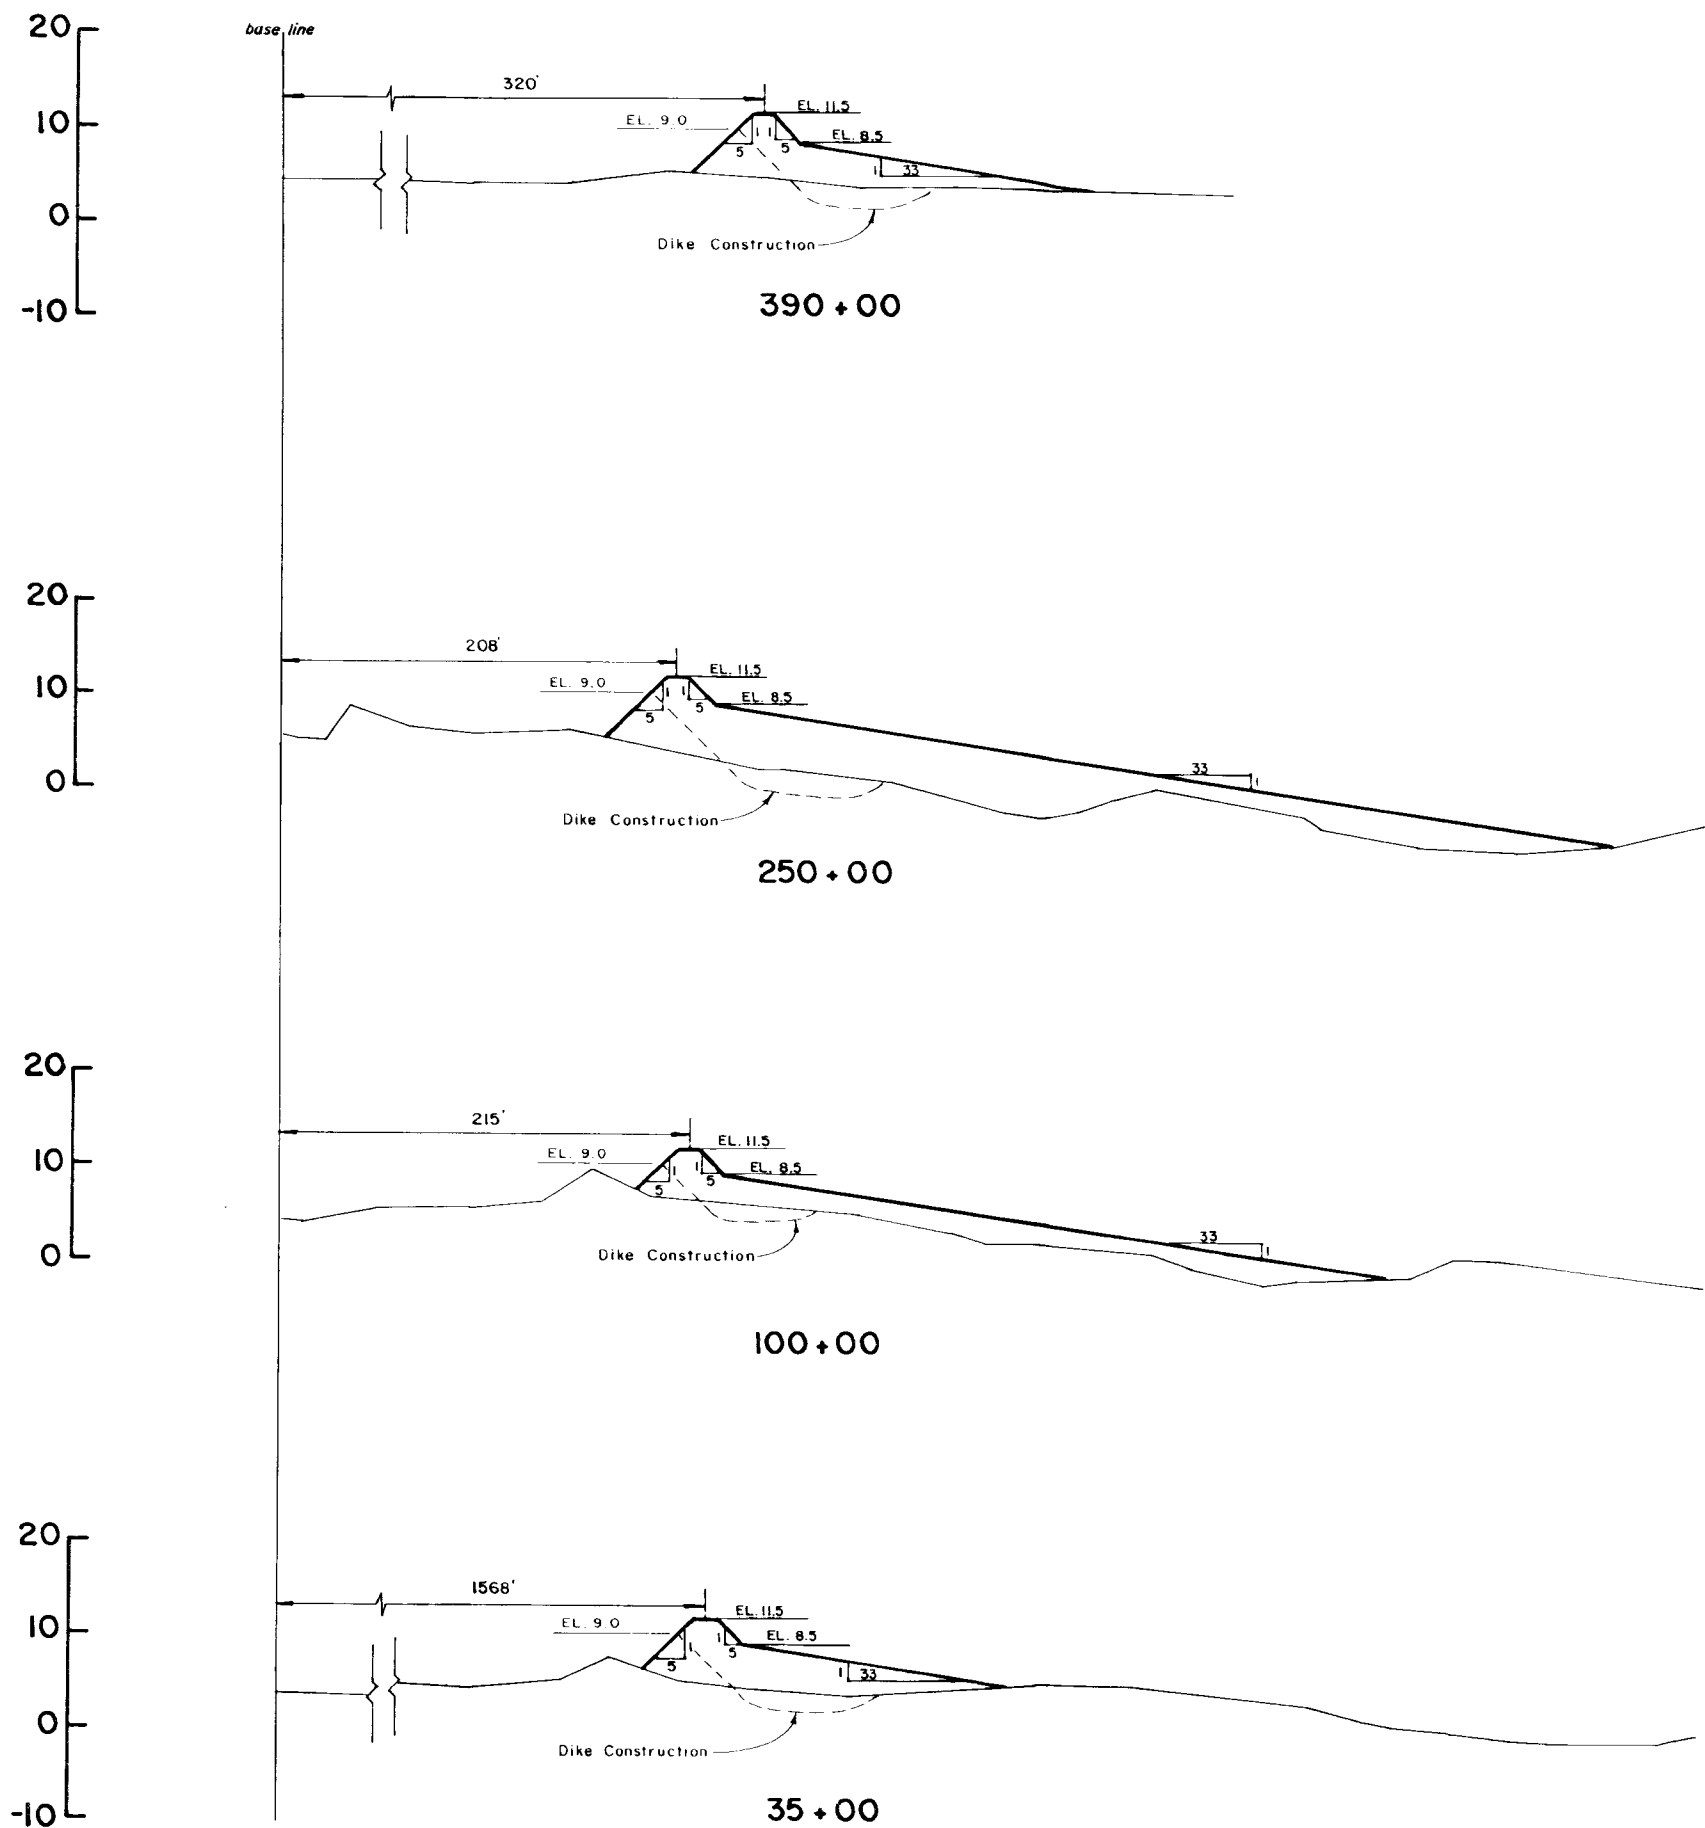 base line
20
10
0
-10
320'
EL. 11.5
EL. 9.0
EL. 8.5
1 1
5 5
1 33
Dike Construction
390+00
20
10
0
208'
EL. 11.5
EL. 9.0
EL. 8.5
1 1
5 5
33 1
Dike Construction
250+00
20
10
0
215'
EL. 11.5
EL. 9.0
EL. 8.5
1 1
5 5
33 1
Dike Construction
100+00
20
10
0
-10
1568'
EL. 11.5
EL. 9.0
EL. 8.5
1 1
5 5
1 33
Dike Construction
35+00